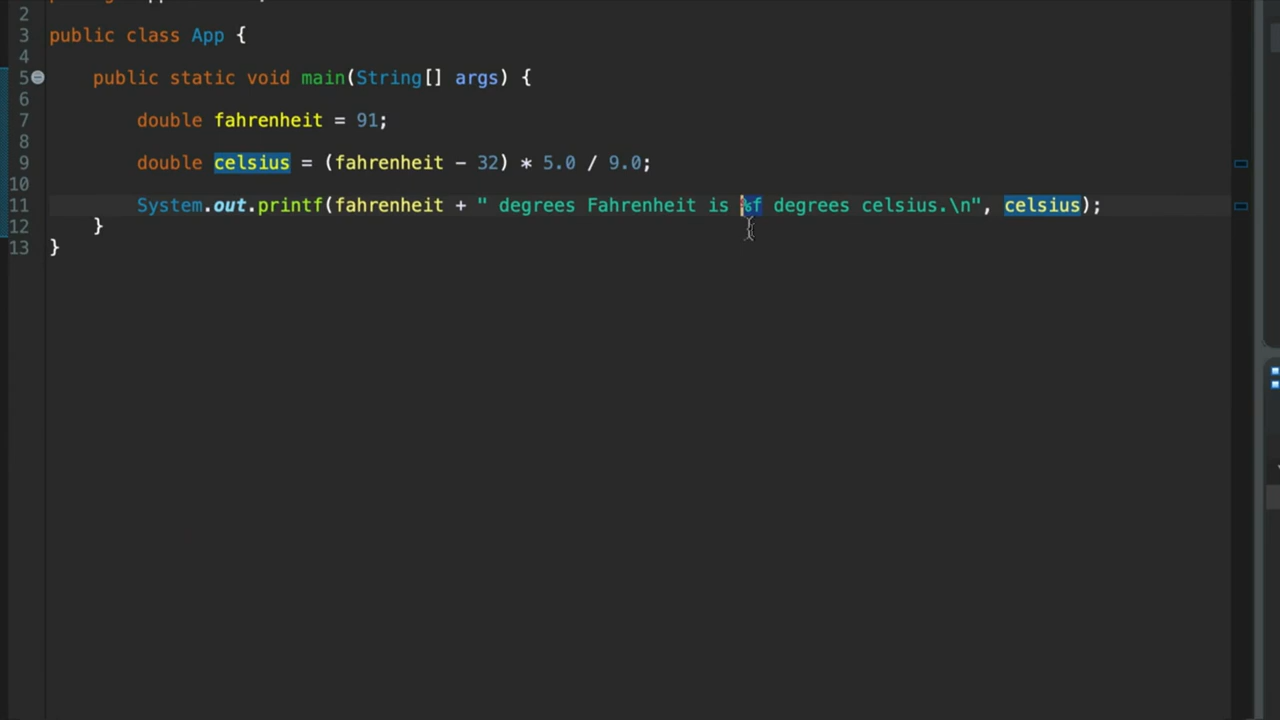 2
3 public class App {
4
5 public static void main(String[] args) {
6
7 double fahrenheit = 91;
8
9 double celsius = (fahrenheit - 32) * 5.0 / 9.0;
10
11 System.out.printf(fahrenheit + " degrees Fahrenheit is %f degrees celsius.\n", celsius);
12 }
13 }